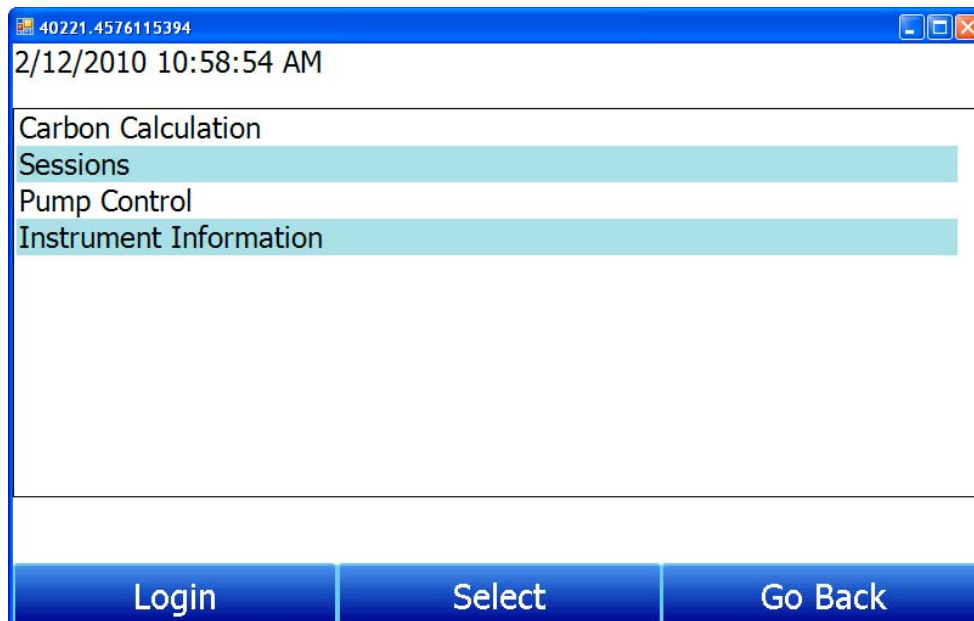 40221.4576115394
2/12/2010 10:58:54 AM
Carbon Calculation
Sessions
Pump Control
Instrument Information
Login Select Go Back